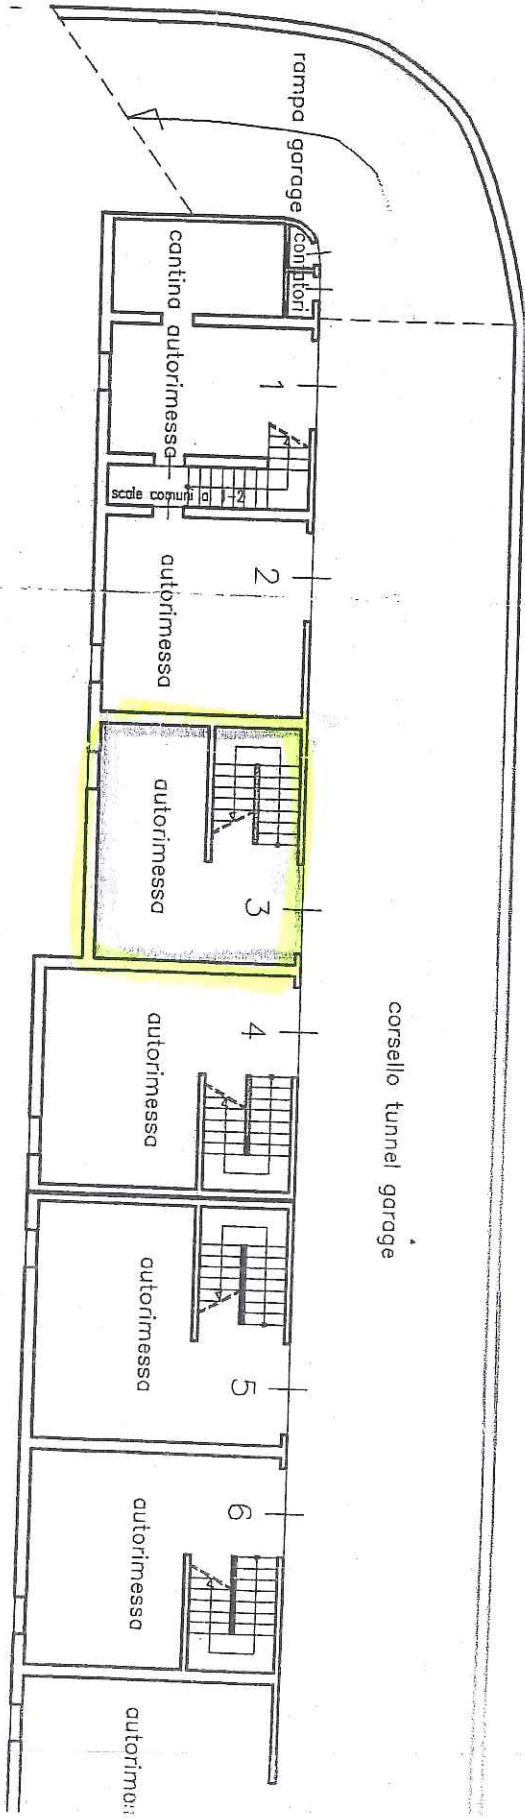 rampa garage
contatori
cantina
autorimessa
1
scale comuni a 1-2
2
autorimessa
autorimessa
3
4
autorimessa
corsello tunnel garage
autorimessa
5
6
autorimessa